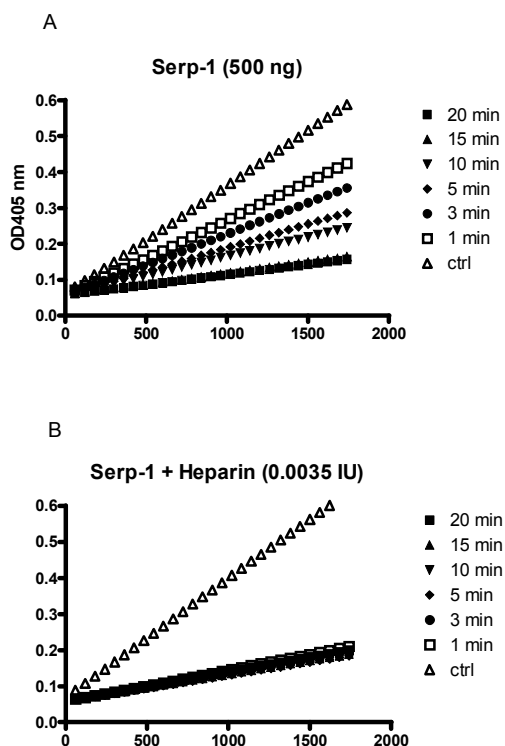 A
Serp-1 (500 ng)
OD405 nm
0.6
0.5
0.4
0.3
0.2
0.1
0.0
0
500
1000
1500
2000
20 min
15 min
10 min
5 min
3 min
1 min
ctrl
B
Serp-1 + Heparin (0.0035 IU)
0.6
0.5
0.4
0.3
0.2
0.1
0.0
0
500
1000
1500
2000
20 min
15 min
10 min
5 min
3 min
1 min
ctrl